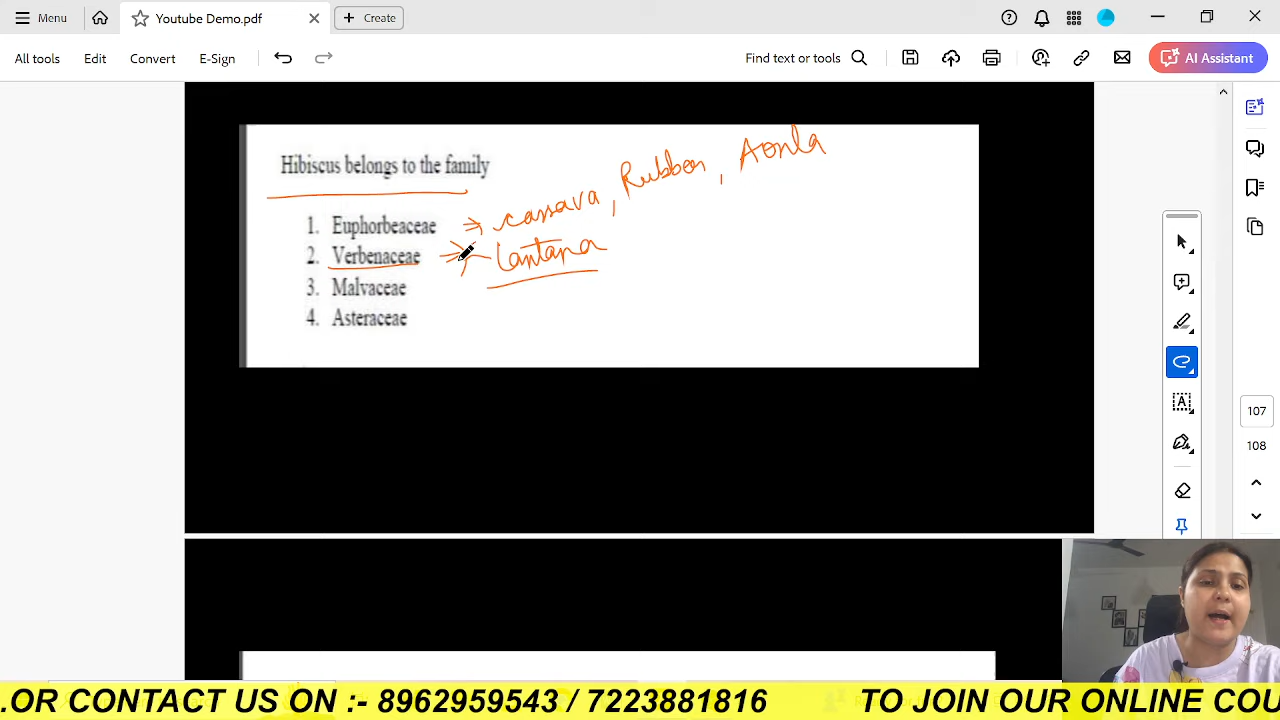 Menu
Youtube Demo.pdf
Create
All tools
Edit
Convert
E-Sign
Find text or tools
AI Assistant
Hibiscus belongs to the family
1. Euphorbeaceae
cassava, Rubber, Aonla
2. Verbenaceae
Lantana
3. Malvaceae
4. Asteraceae
107
108
.OR CONTACT US ON :- 8962959543 / 7223881816 TO JOIN OUR ONLINE COU